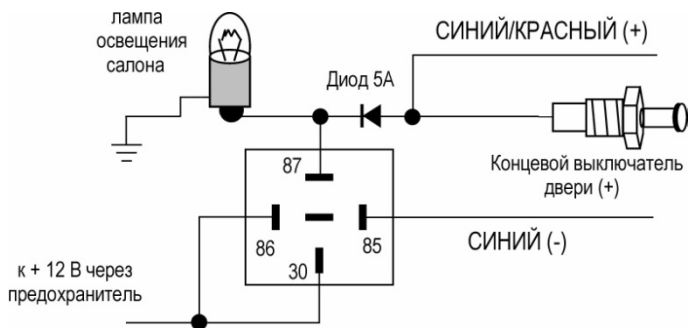 лампа
освещения
салона
СИНИЙ/КРАСНЫЙ (+)
Диод 5А
Концевой выключатель
двери (+)
87
86
85
30
СИНИЙ (-)
к + 12 В через
предохранитель